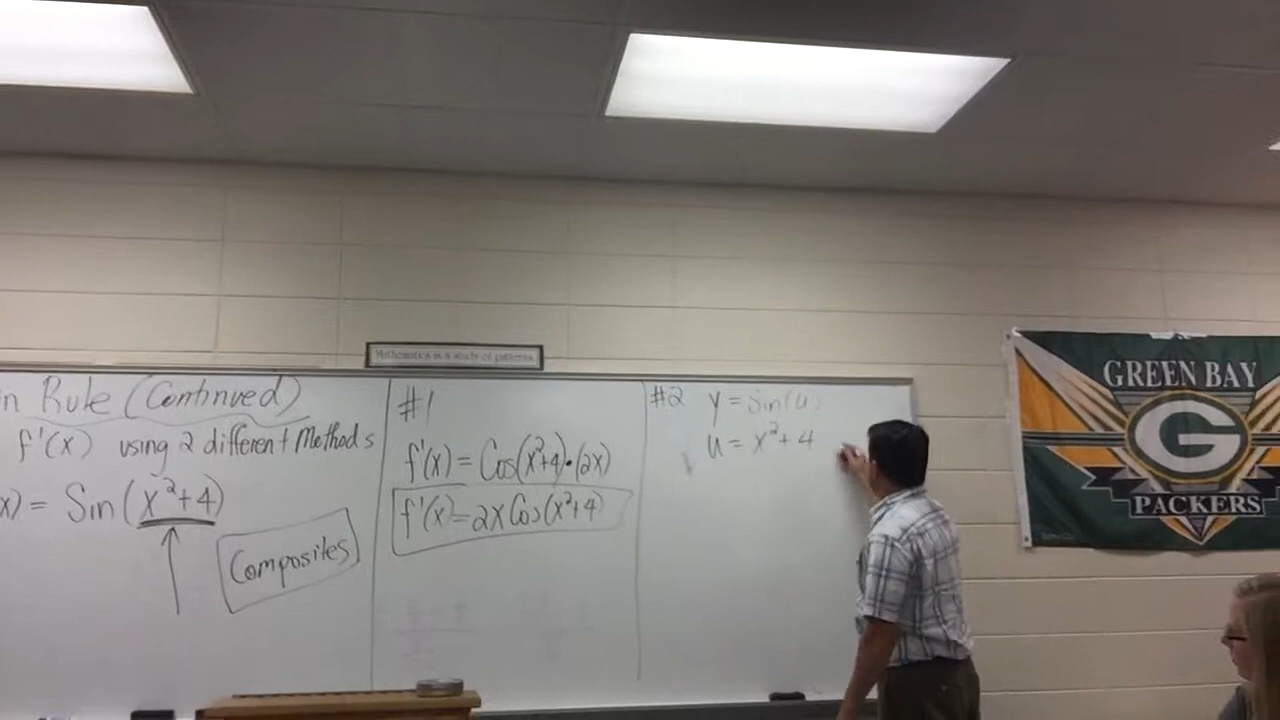 Mathematics is a study of patterns
n Rule (Continued)
f'(x) using 2 different Methods
x) = Sin(x²+4)
Composites
#1
f'(x) = Cos(x²+4)•(2x)
f'(x) = 2x Cos(x²+4)
#2 y = Sin(u)
u = x²+4
GREEN BAY
G
PACKERS